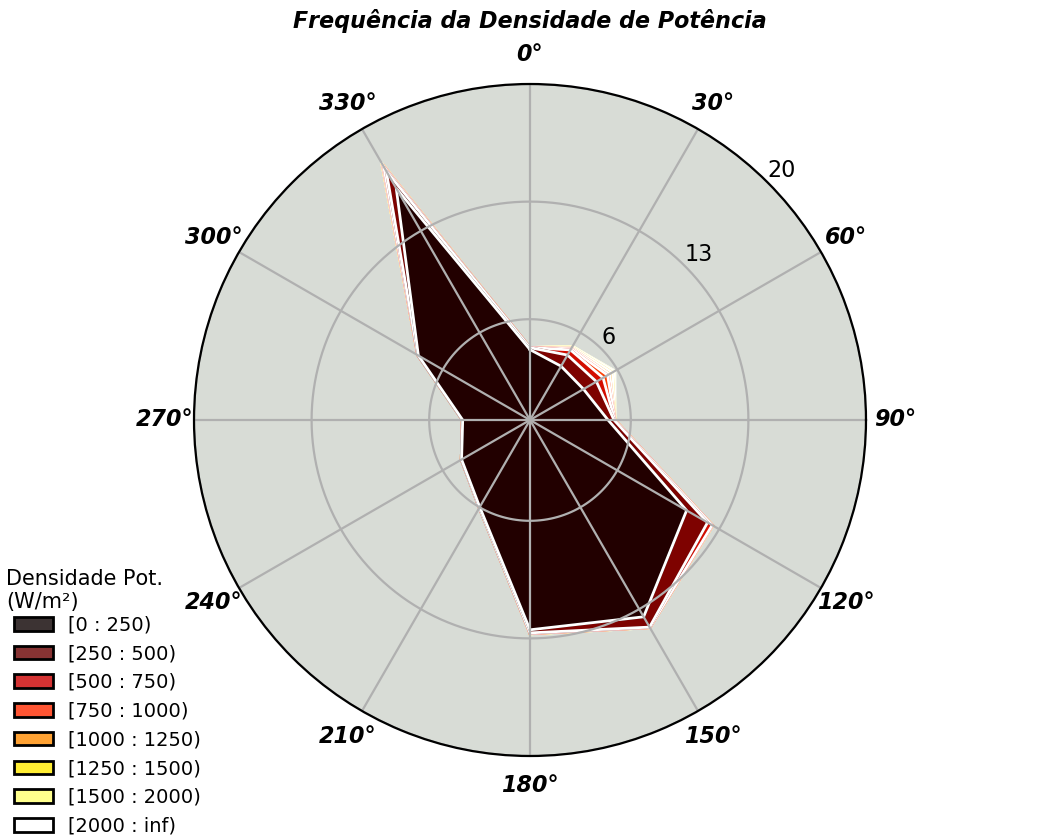 Frequência da Densidade de Potência
0°
330°
30°
20
300°
60°
13
6
270°
90°
240°
120°
210°
150°
180°
Densidade Pot.
(W/m²)
[0 : 250)
[250 : 500)
[500 : 750)
[750 : 1000)
[1000 : 1250)
[1250 : 1500)
[1500 : 2000)
[2000 : inf)